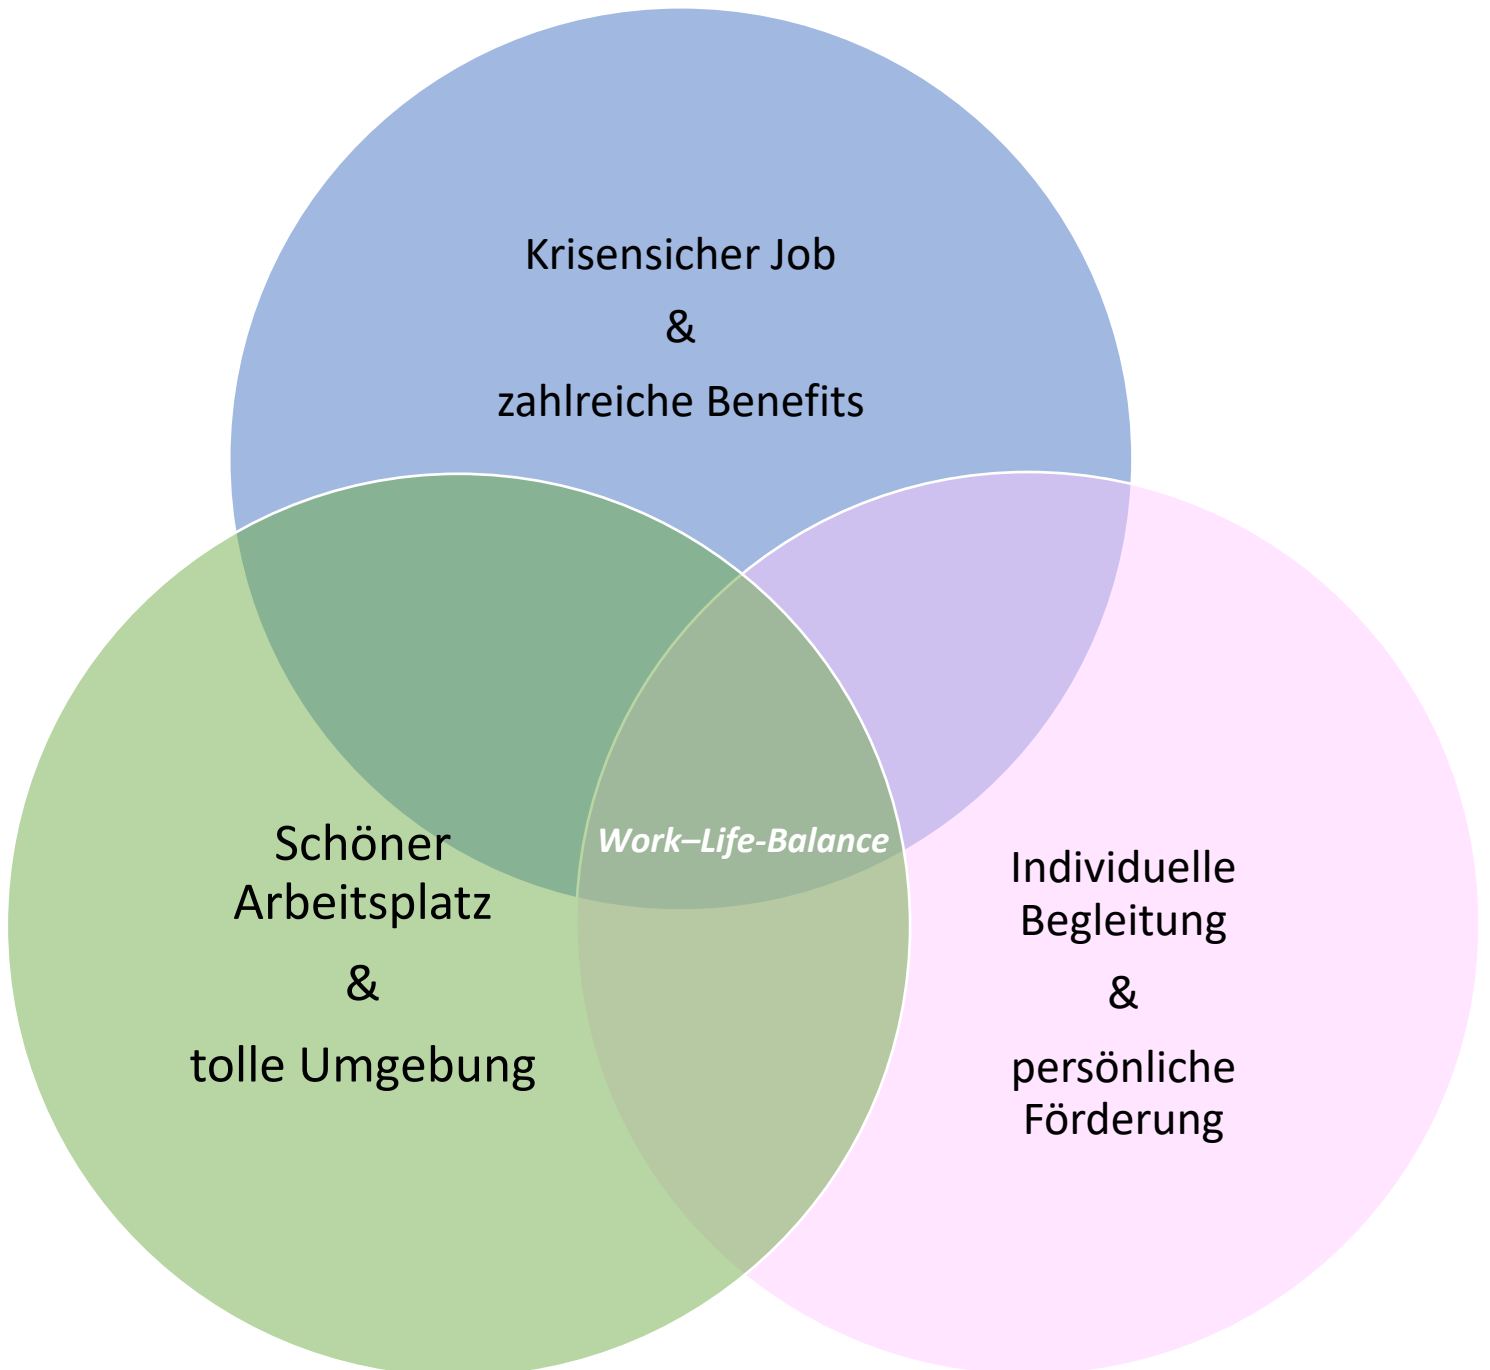 Krisensicher Job
&
zahlreiche Benefits
Work–Life-Balance
Schöner
Arbeitsplatz
&
tolle Umgebung
Individuelle
Begleitung
&
persönliche
Förderung